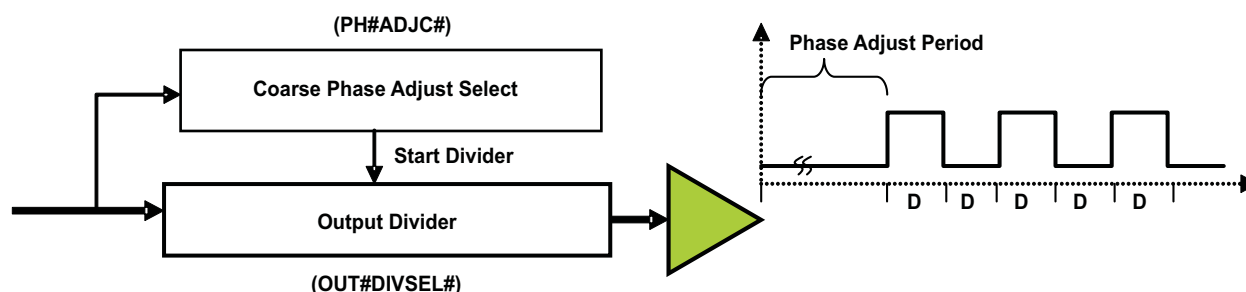 (PH#ADJC#)
Coarse Phase Adjust Select
Start Divider
Output Divider
(OUT#DIVSEL#)
Phase Adjust Period
D D D D D